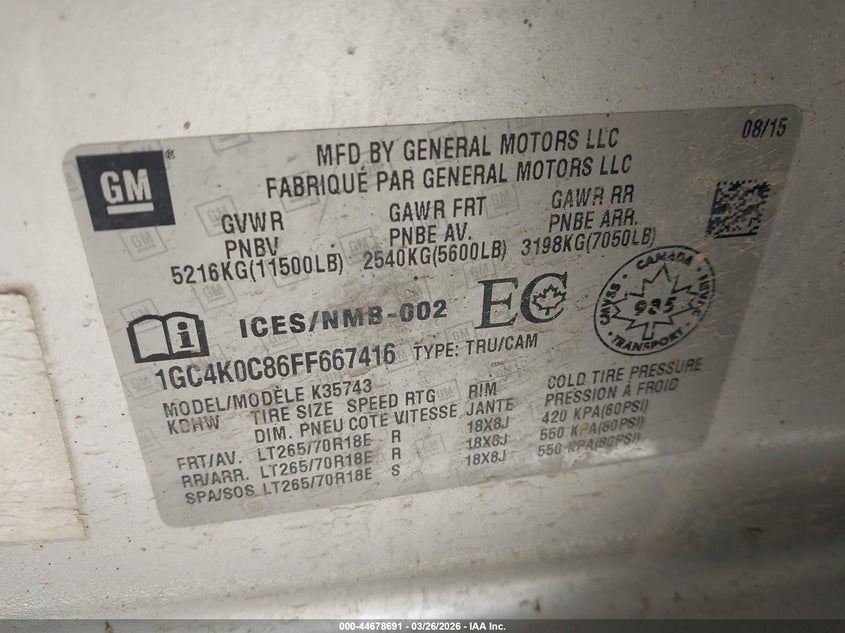 GM
MFD BY GENERAL MOTORS LLC
FABRIQUÉ PAR GENERAL MOTORS LLC
08/15
GVWR
PNBV
5216KG(11500LB)
GAWR FRT
PNBE AV.
2540KG(5600LB)
GAWR RR
PNBE ARR.
3198KG(7050LB)
ICES/NMB-002
EC
CANADA
TRANSPORT
1GC4K0C86FF667416 TYPE: TRU/CAM
MODEL/MODÈLE K35743
KDHW TIRE SIZE SPEED RTG RIM COLD TIRE PRESSURE
DIM. PNEU COTE VITESSE JANTE PRESSION À FROID
FRT/AV. LT265/70R18E R 18X8J 420 KPA(60PSI)
RR/ARR. LT265/70R18E R 18X8J 550 KPA(80PSI)
SPA/SOS LT265/70R18E S 18X8J 550 KPA(80PSI)
000-44678691 - 03/26/2026 - IAA Inc.